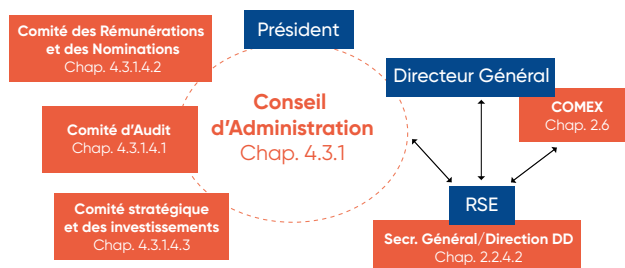 Comité des Rémunérations
et des Nominations
Chap. 4.3.1.4.2
Président
Directeur Général
Conseil
d'Administration
Chap. 4.3.1
COMEX
Chap. 2.6
Comité d'Audit
Chap. 4.3.1.4.1
Comité stratégique
et des investissements
Chap. 4.3.1.4.3
RSE
Secr. Général/Direction DD
Chap. 2.2.4.2